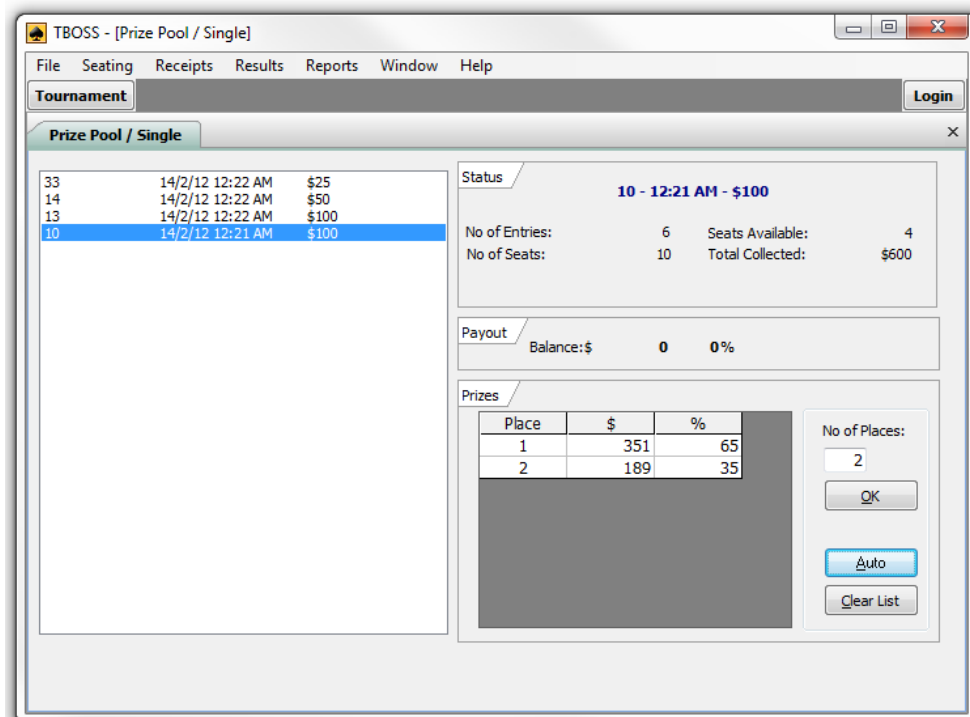 TBOSS - [Prize Pool / Single]
File Seating Receipts Results Reports Window Help
Tournament Login
Prize Pool / Single
33 14/2/12 12:22 AM $25
14 14/2/12 12:22 AM $50
13 14/2/12 12:22 AM $100
10 14/2/12 12:21 AM $100
Status
10 - 12:21 AM - $100
No of Entries: 6 Seats Available: 4
No of Seats: 10 Total Collected: $600
Payout
Balance:$ 0 0%
Prizes
Place $ %
1 351 65
2 189 35
No of Places:
2
OK
Auto
Clear List